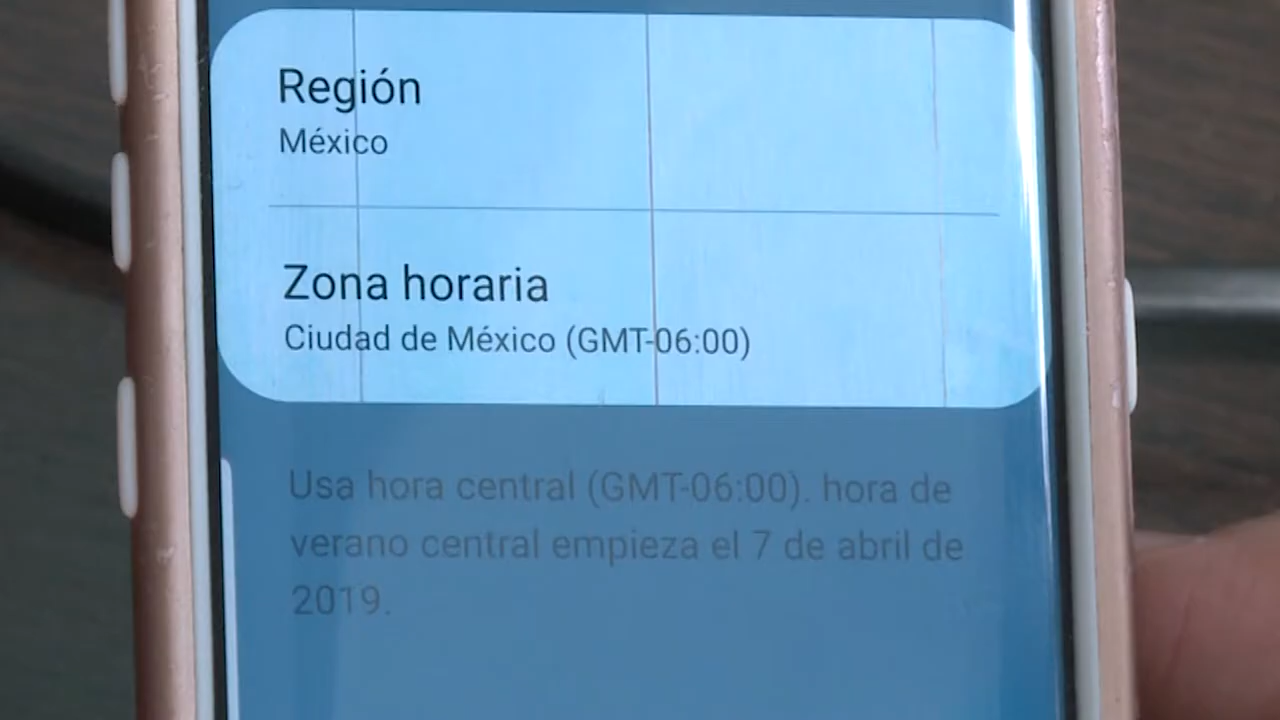 Región
México
Zona horaria
Ciudad de México (GMT-06:00)
Usa hora central (GMT-06:00). hora de
verano central empieza el 7 de abril de
2019.